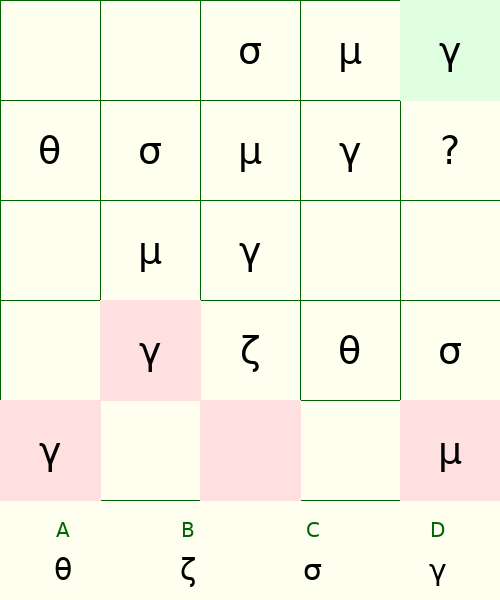 σ μ γ
θ σ μ γ ?
μ γ
γ ζ θ σ
γ μ
A B C D
θ ζ σ γ